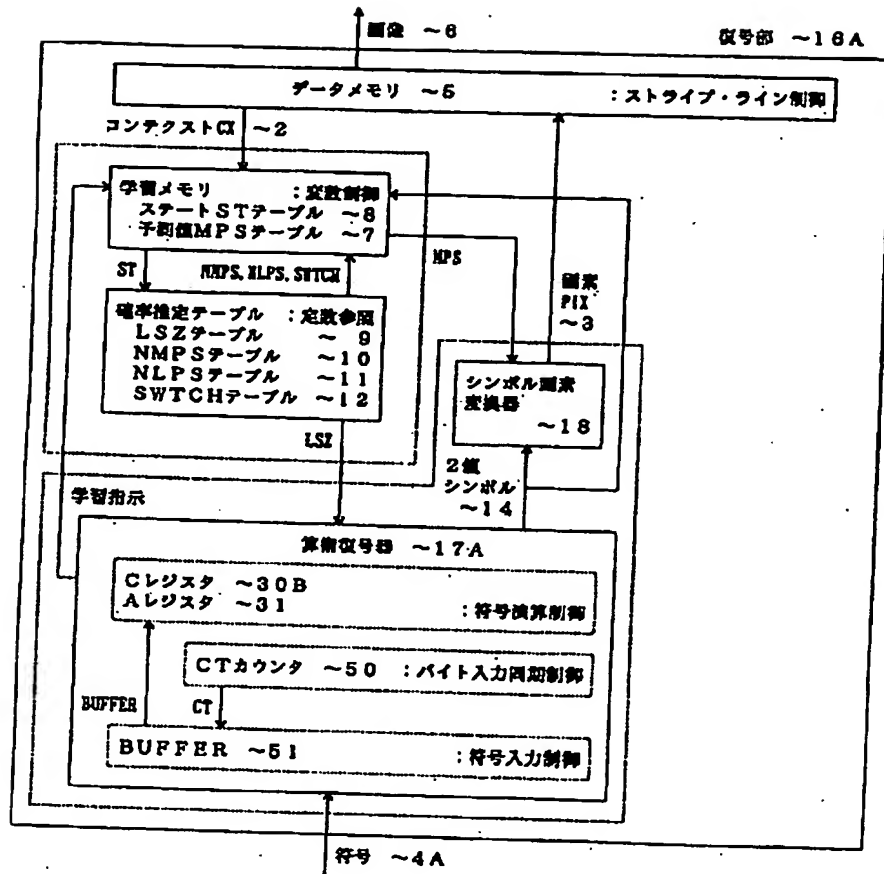 画像 ~6
復号部 ~16A
データメモリ ~5 :ストライプ・ライン制御
コンテクストCX ~2
学習メモリ :変数制御
ステートSTテーブル ~8
予測値MPSテーブル ~7
ST
NMPS, NLPS, SWTCH
MPS
画素
PIX
~3
確率推定テーブル :定数参照
LSZテーブル ~ 9
NMPSテーブル ~10
NLPSテーブル ~11
SWTCHテーブル ~12
シンボル画素
変換器
~18
LSZ
2値
シンボル
~14
学習指示
算術復号器 ~17A
Cレジスタ ~30B
Aレジスタ ~31 :符号演算制御
CTカウンタ ~50 :バイト入力同期制御
BUFFER
CT
BUFFER ~51 :符号入力制御
符号 ~4A